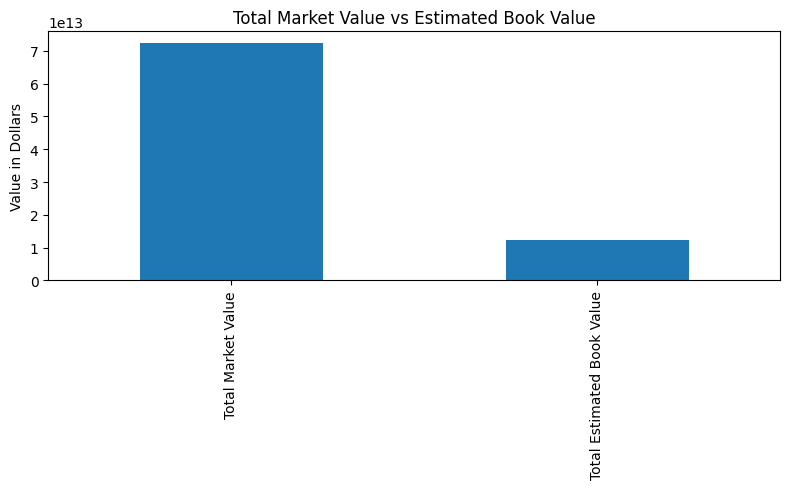 Total Market Value vs Estimated Book Value
1e13
7
6
5
4
3
2
1
0
Value in Dollars
Total Market Value
Total Estimated Book Value